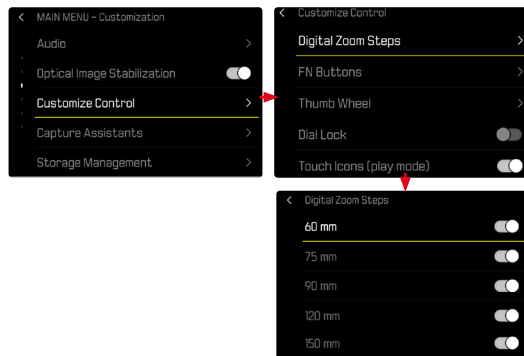 MAIN MENU - Customization
Audio
Optical Image Stabilization
Customize Control
Capture Assistants
Storage Management
Customize Control
Digital Zoom Steps
FN Buttons
Thumb Wheel
Dial Lock
Touch Icons (play mode)
Digital Zoom Steps
60 mm
75 mm
90 mm
120 mm
150 mm